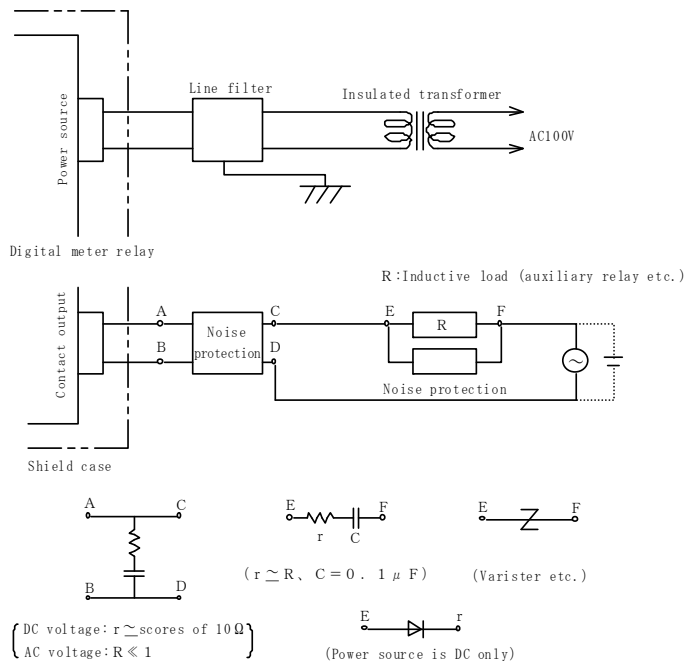 Line filter
Insulated transformer
Power source
AC100V
Digital meter relay
R:Inductive load (auxiliary relay etc.)
Contact output
A
B
Noise
protection
C
D
E
R
F
Noise protection
Shield case
A
C
B
D
E
F
r
C
E
F
(r≃R、C=0．1μF)
(Varister etc.)
DC voltage: r≃scores of 10Ω
AC voltage: R≪1
E
r
(Power source is DC only)